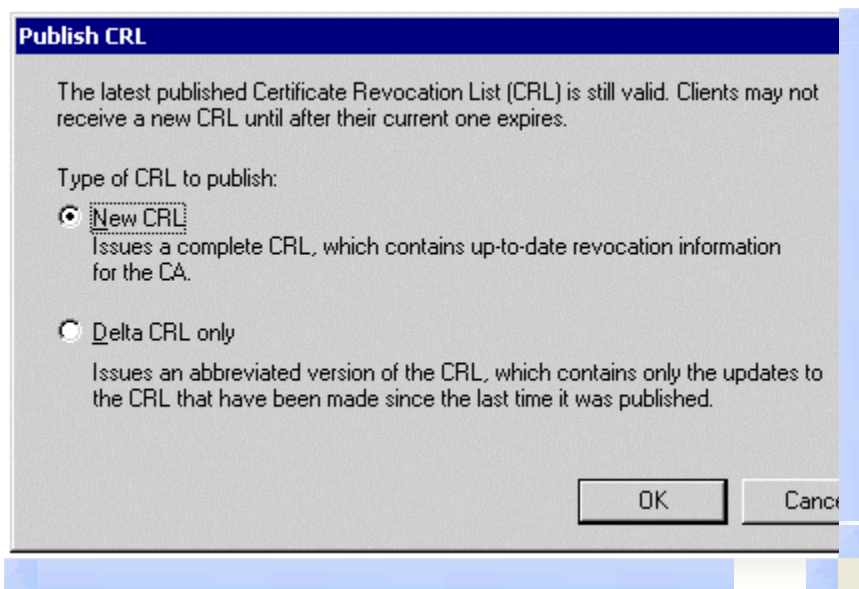 Publish CRL
The latest published Certificate Revocation List (CRL) is still valid. Clients may not
receive a new CRL until after their current one expires.
Type of CRL to publish:
New CRL
Issues a complete CRL, which contains up-to-date revocation information
for the CA.
Delta CRL only
Issues an abbreviated version of the CRL, which contains only the updates to
the CRL that have been made since the last time it was published.
OK
Cance